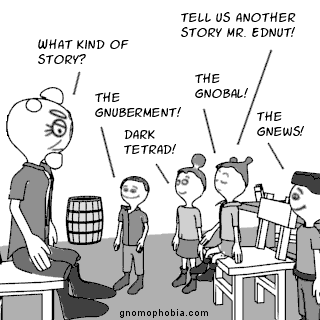 TELL US ANOTHER
STORY MR. EDNUT!
WHAT KIND OF
STORY?
THE
GNUBERMENT!
DARK
TETRAD!
THE
GNOBAL!
THE
GNEWS!
gnomophobia.com